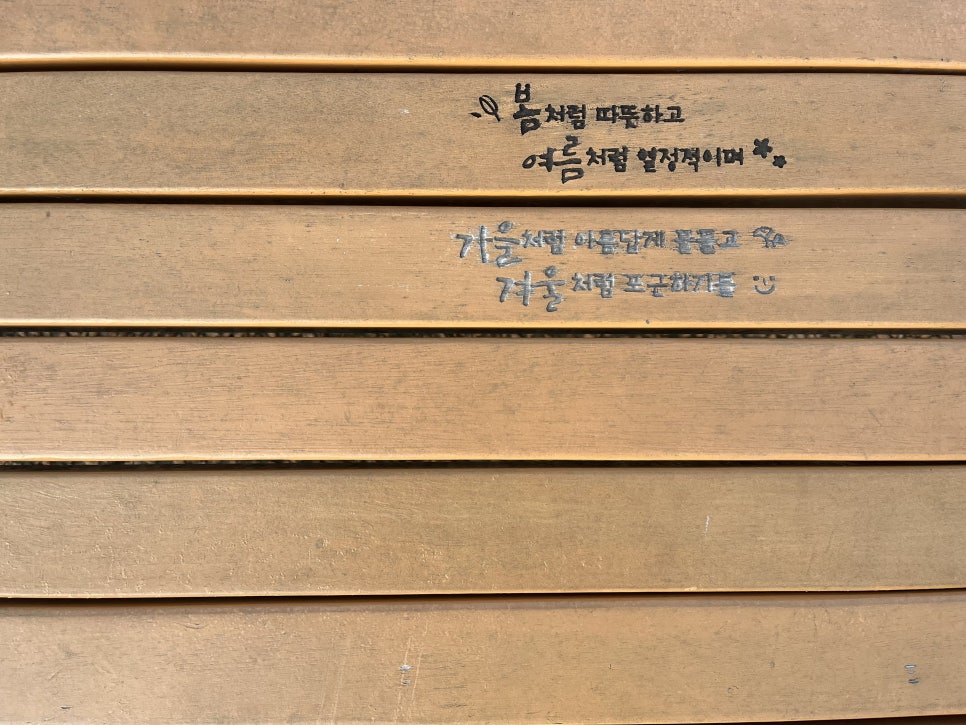 봄처럼 따뜻하고
여름처럼 열정적이며
가을처럼 아름답게 물들고
겨울처럼 포근하기를